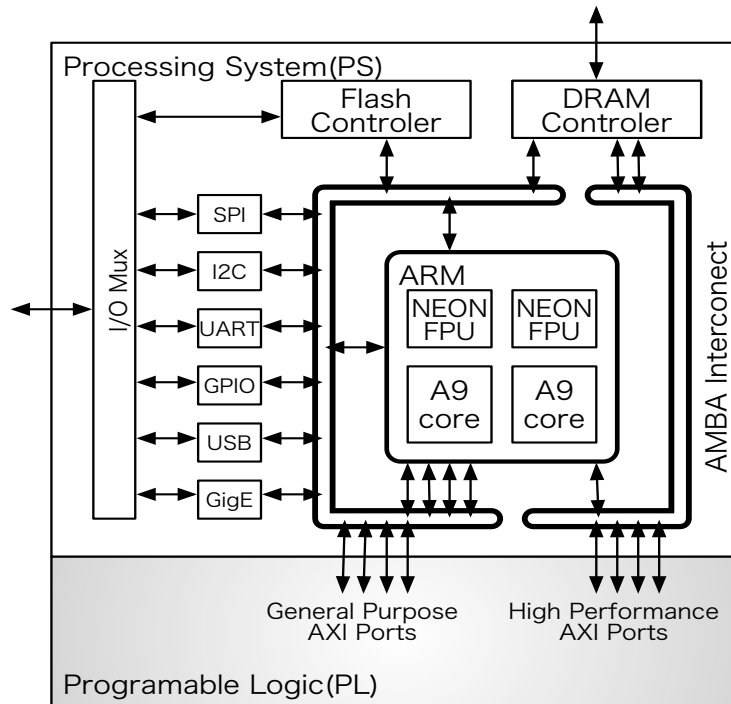 Processing System(PS)
Flash
Controler
DRAM
Controler
I/O Mux
SPI
I2C
UART
GPIO
USB
GigE
ARM
NEON
FPU
NEON
FPU
A9
core
A9
core
AMBA Interconect
General Purpose
AXI Ports
High Performance
AXI Ports
Programable Logic(PL)